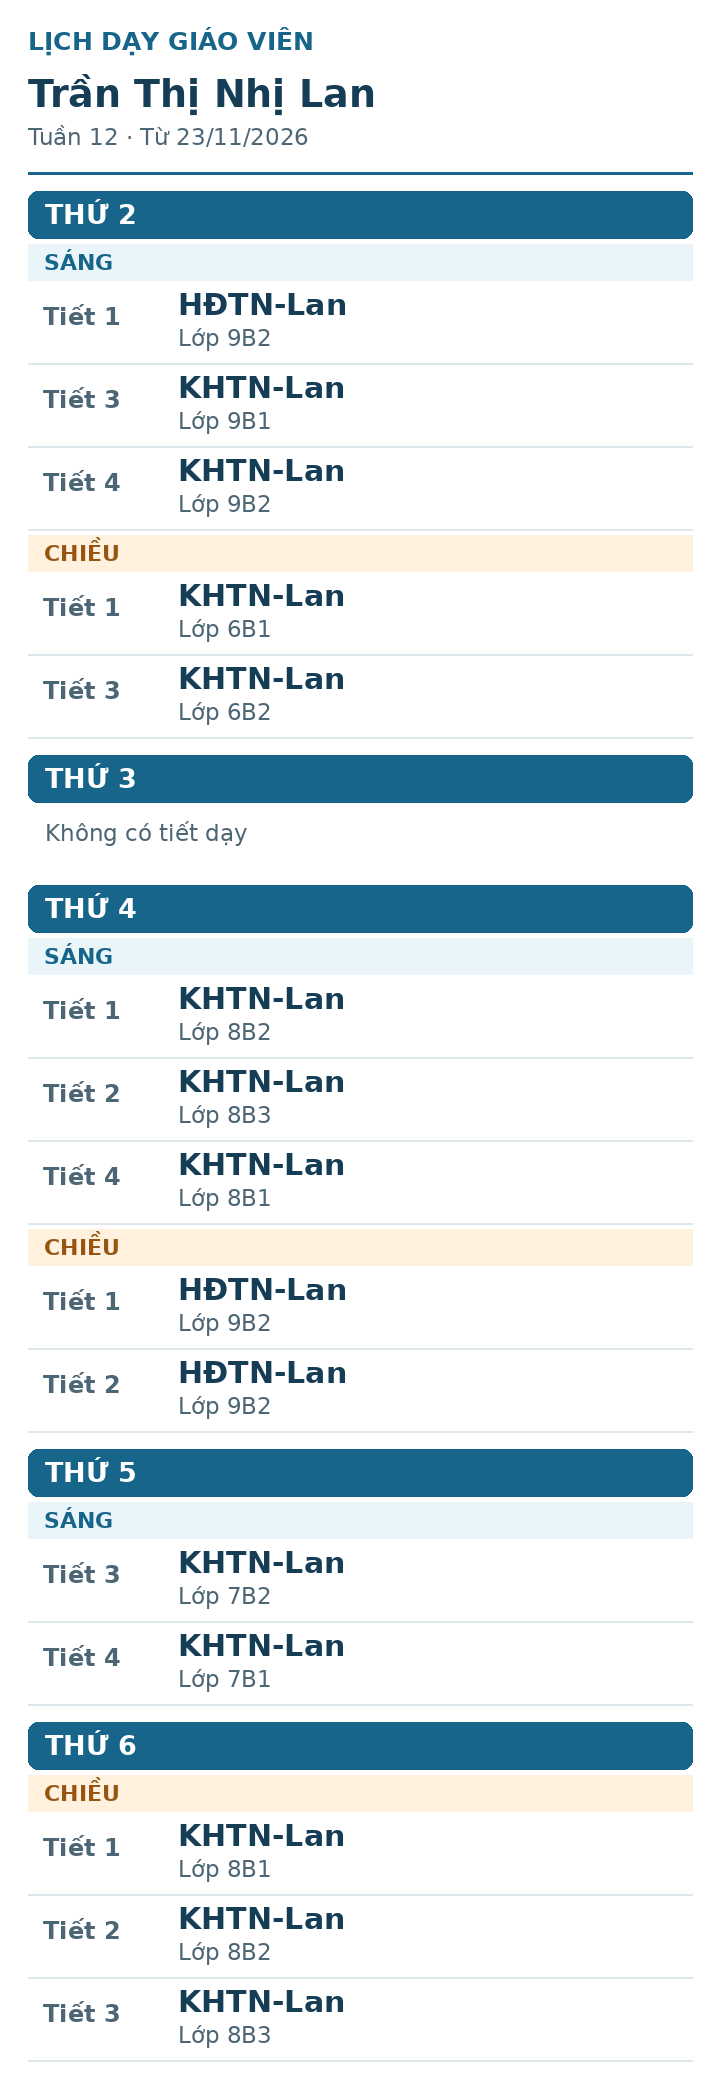 LỊCH DẠY GIÁO VIÊN
Trần Thị Nhị Lan
Tuần 12 · Từ 23/11/2026
THỨ 2
SÁNG
Tiết 1
HĐTN-Lan
Lớp 9B2
Tiết 3
KHTN-Lan
Lớp 9B1
Tiết 4
KHTN-Lan
Lớp 9B2
CHIỀU
Tiết 1
KHTN-Lan
Lớp 6B1
Tiết 3
KHTN-Lan
Lớp 6B2
THỨ 3
Không có tiết dạy
THỨ 4
SÁNG
Tiết 1
KHTN-Lan
Lớp 8B2
Tiết 2
KHTN-Lan
Lớp 8B3
Tiết 4
KHTN-Lan
Lớp 8B1
CHIỀU
Tiết 1
HĐTN-Lan
Lớp 9B2
Tiết 2
HĐTN-Lan
Lớp 9B2
THỨ 5
SÁNG
Tiết 3
KHTN-Lan
Lớp 7B2
Tiết 4
KHTN-Lan
Lớp 7B1
THỨ 6
CHIỀU
Tiết 1
KHTN-Lan
Lớp 8B1
Tiết 2
KHTN-Lan
Lớp 8B2
Tiết 3
KHTN-Lan
Lớp 8B3